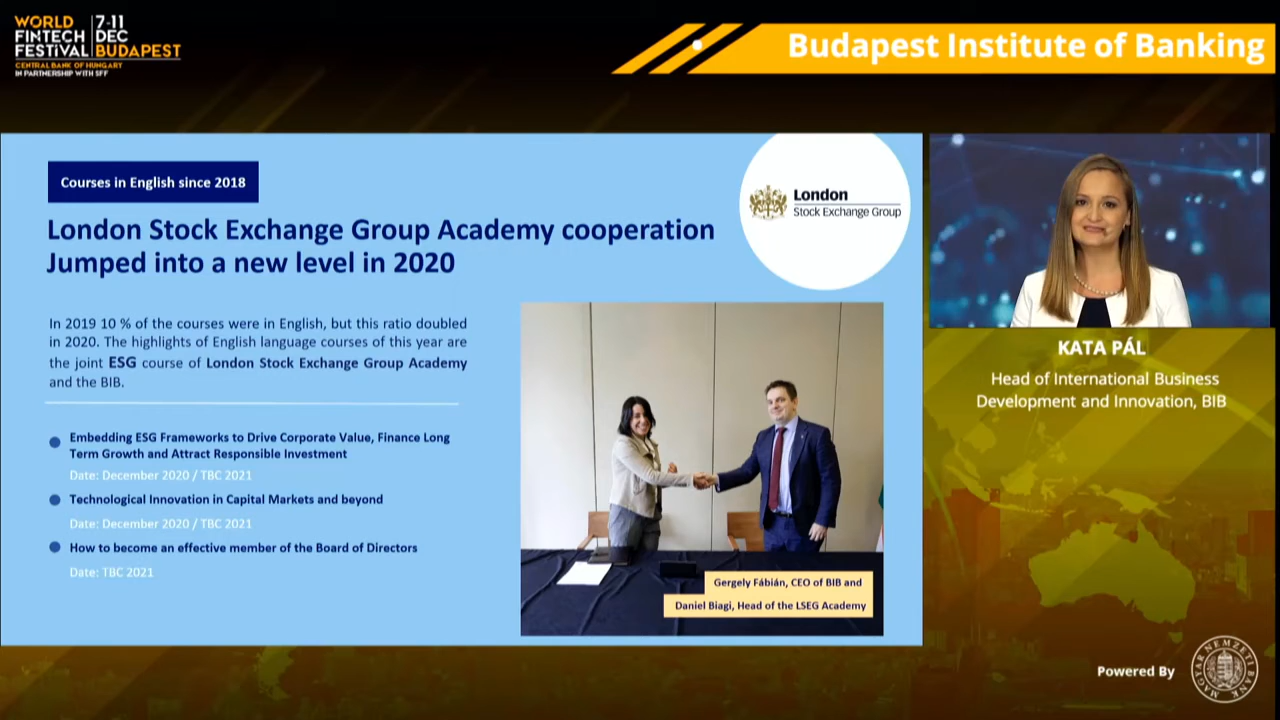 WORLD
FINTECH
FESTIVAL
7-11
DEC
BUDAPEST
CENTRAL BANK OF HUNGARY
IN PARTNERSHIP WITH SFF
Budapest Institute of Banking
Courses in English since 2018
London Stock Exchange Group Academy cooperation
Jumped into a new level in 2020
London
Stock Exchange Group
In 2019 10 % of the courses were in English, but this ratio doubled
in 2020. The highlights of English language courses of this year are
the joint ESG course of London Stock Exchange Group Academy
and the BIB.
Embedding ESG Frameworks to Drive Corporate Value, Finance Long
Term Growth and Attract Responsible Investment
Date: December 2020 / TBC 2021
Technological Innovation in Capital Markets and beyond
Date: December 2020 / TBC 2021
How to become an effective member of the Board of Directors
Date: TBC 2021
Gergely Fábián, CEO of BIB and
Daniel Biagi, Head of the LSEG Academy
KATA PÁL
Head of International Business
Development and Innovation, BIB
Powered By
MAGYAR NEMZETI BANK